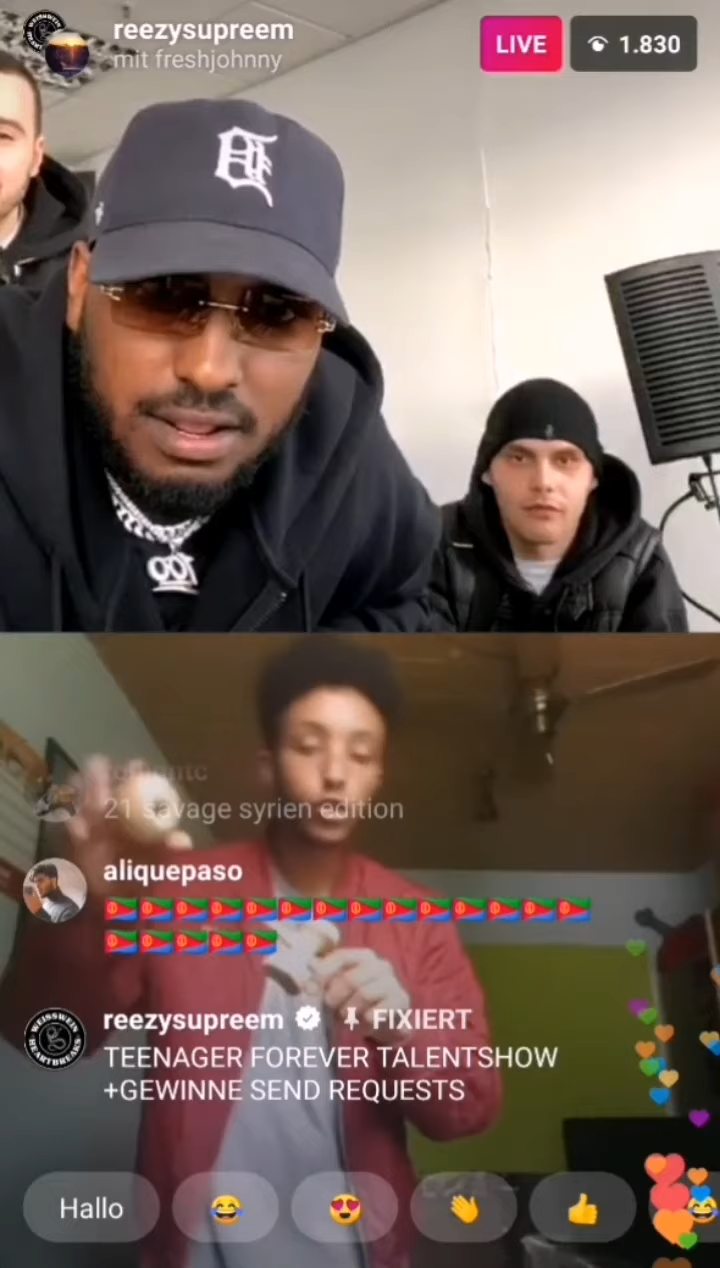 reezysupreem
mit freshjohnny
LIVE
1.830
21 savage syrien edition
aliquepaso
reezysupreem FIXIERT
TEENAGER FOREVER TALENTSHOW
+GEWINNE SEND REQUESTS
Hallo